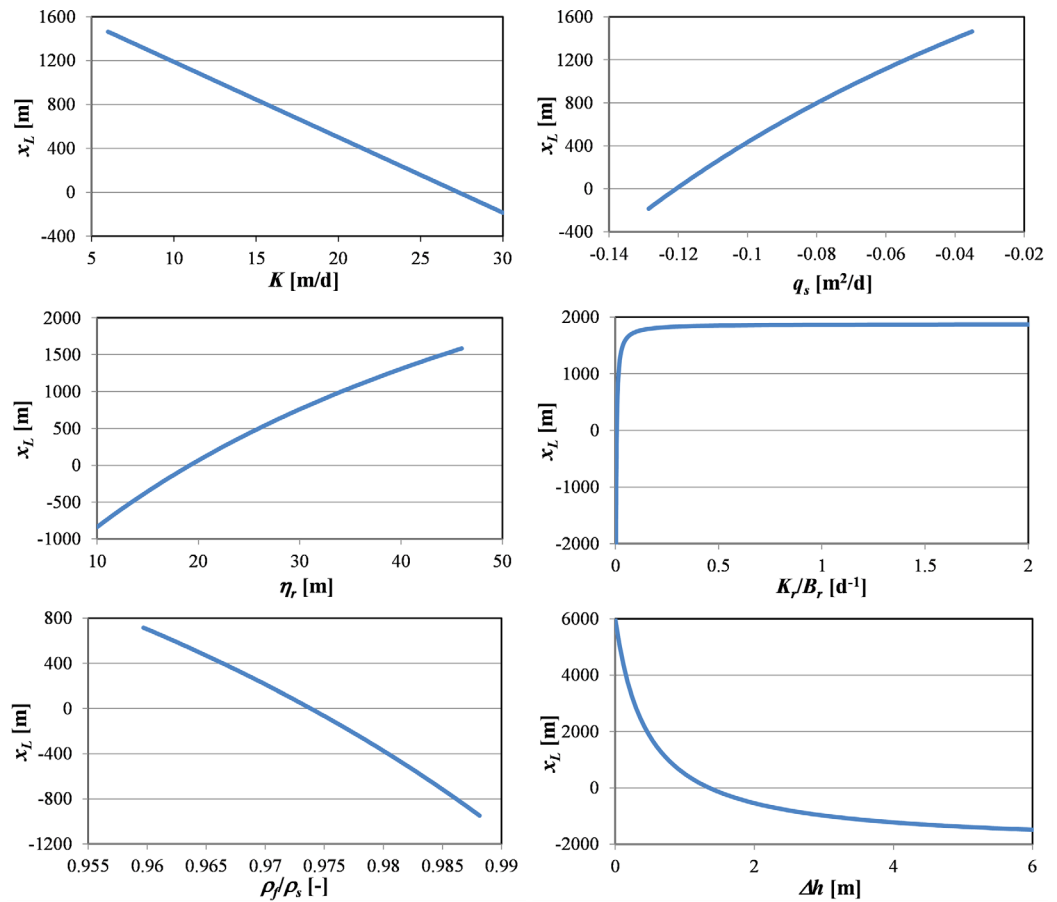 1600
1200
800
400
0
-400
x_L [m]
5 10 15 20 25 30
K [m/d]
1600
1200
800
400
0
-400
x_L [m]
-0.14 -0.12 -0.1 -0.08 -0.06 -0.04 -0.02
q_s [m²/d]
2000
1500
1000
500
0
-500
-1000
x_L [m]
10 20 30 40 50
η_r [m]
2000
1000
0
-1000
-2000
x_L [m]
0 0.5 1 1.5 2
K_r/B_r [d⁻¹]
800
400
0
-400
-800
-1200
x_L [m]
0.955 0.96 0.965 0.97 0.975 0.98 0.985 0.99
ρ_f/ρ_s [-]
6000
4000
2000
0
-2000
x_L [m]
0 2 4 6
Δh [m]